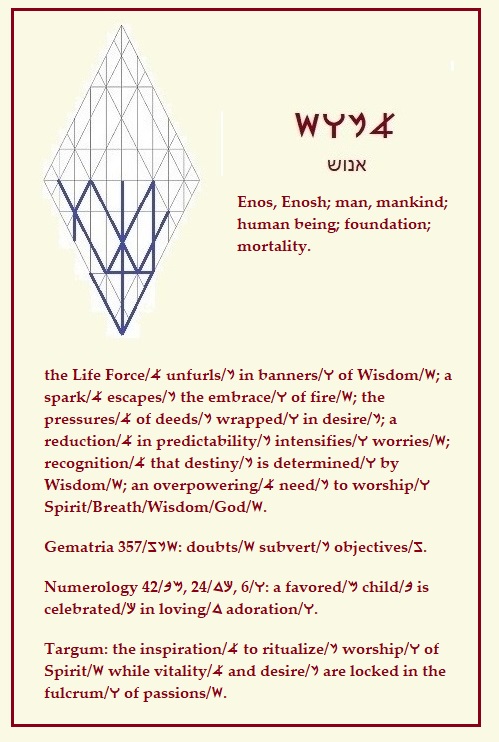 𐤀𐤍𐤅𐤔
אנוש
Enos, Enosh; man, mankind;
human being; foundation;
mortality.
the Life Force/𐤀 unfurls/𐤍 in banners/𐤅 of Wisdom/𐤔; a
spark/𐤀 escapes/𐤍 the embrace/𐤅 of fire/𐤔; the
pressures/𐤀 of deeds/𐤍 wrapped/𐤅 in desire/𐤍; a
reduction/𐤀 in predictability/𐤍 intensifies/𐤅 worries/𐤔;
recognition/𐤀 that destiny/𐤍 is determined/𐤅 by
Wisdom/𐤔; an overpowering/𐤀 need/𐤍 to worship/𐤅
Spirit/Breath/Wisdom/God/𐤔.
Gematria 357/𐤔𐤍𐤆: doubts/𐤔 subvert/𐤍 objectives/𐤆.
Numerology 42/𐤌𐤁, 24/𐤊𐤃, 6/𐤅: a favored/𐤌 child/𐤁 is
celebrated/𐤊 in loving/𐤃 adoration/𐤅.
Targum: the inspiration/𐤀 to ritualize/𐤍 worship/𐤅 of
Spirit/𐤔 while vitality/𐤀 and desire/𐤍 are locked in the
fulcrum/𐤅 of passions/𐤔.